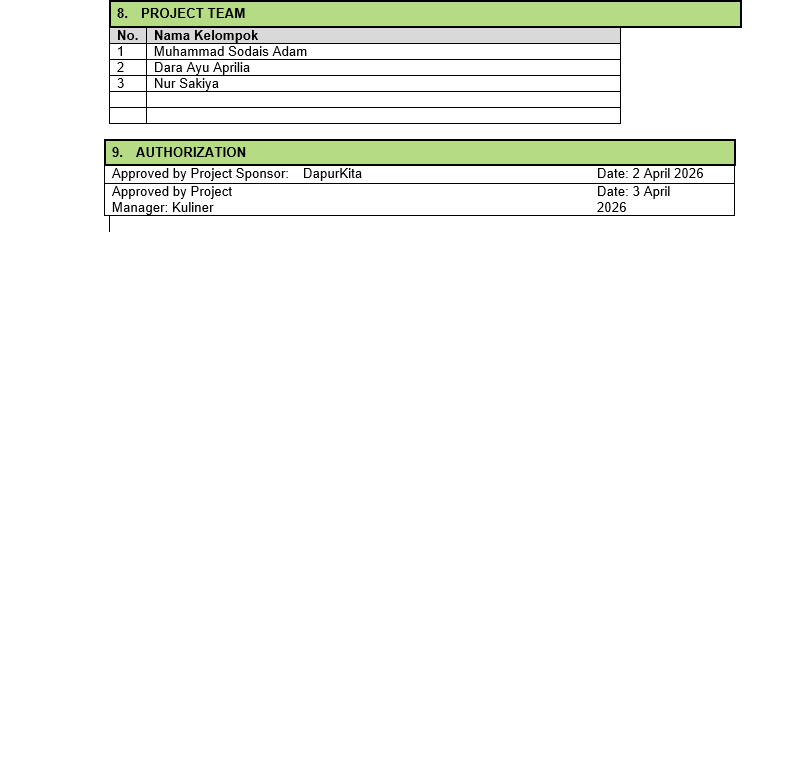 8. PROJECT TEAM
No. Nama Kelompok
1 Muhammad Sodais Adam
2 Dara Ayu Aprilia
3 Nur Sakiya
9. AUTHORIZATION
Approved by Project Sponsor: DapurKita Date: 2 April 2026
Approved by Project Date: 3 April
Manager: Kuliner 2026